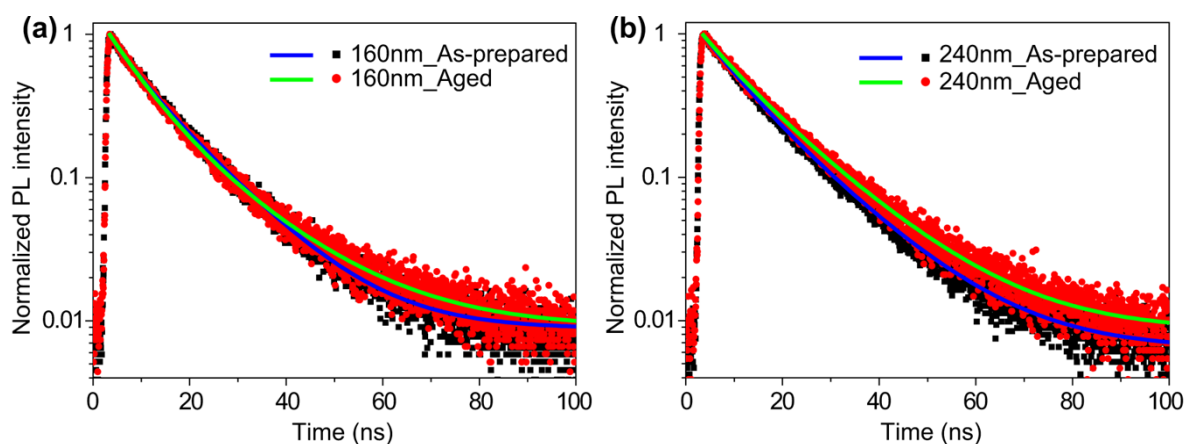 (a)
Normalized PL intensity
1
0.1
0.01
160nm_As-prepared
160nm_Aged
0 20 40 60 80 100
Time (ns)
(b)
Normalized PL intensity
1
0.1
0.01
240nm_As-prepared
240nm_Aged
0 20 40 60 80 100
Time (ns)